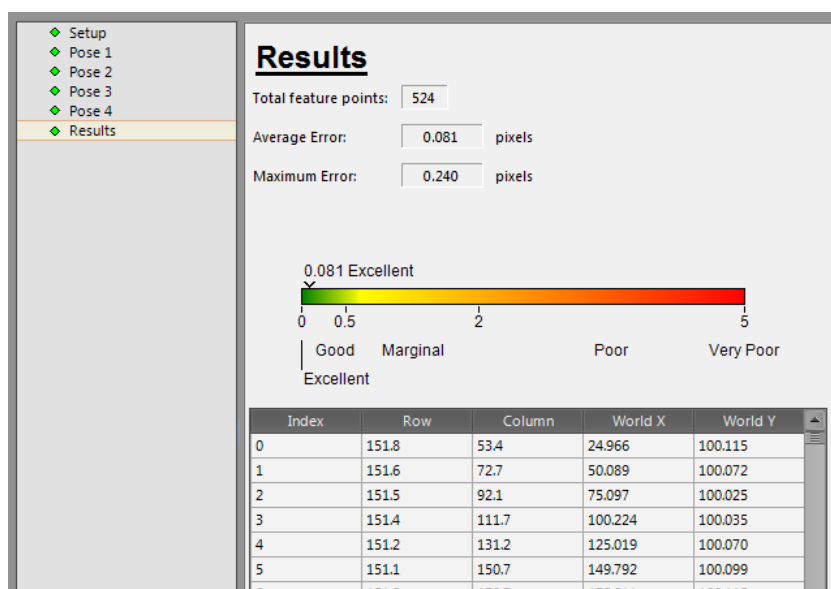 Setup
Pose 1
Pose 2
Pose 3
Pose 4
Results
Results
Total feature points: 524
Average Error: 0.081 pixels
Maximum Error: 0.240 pixels
0.081 Excellent
0 0.5 2 5
Good Marginal Poor Very Poor
Excellent
Index Row Column World X World Y
0 151.8 53.4 24.966 100.115
1 151.6 72.7 50.089 100.072
2 151.5 92.1 75.097 100.025
3 151.4 111.7 100.224 100.035
4 151.2 131.2 125.019 100.070
5 151.1 150.7 149.792 100.099